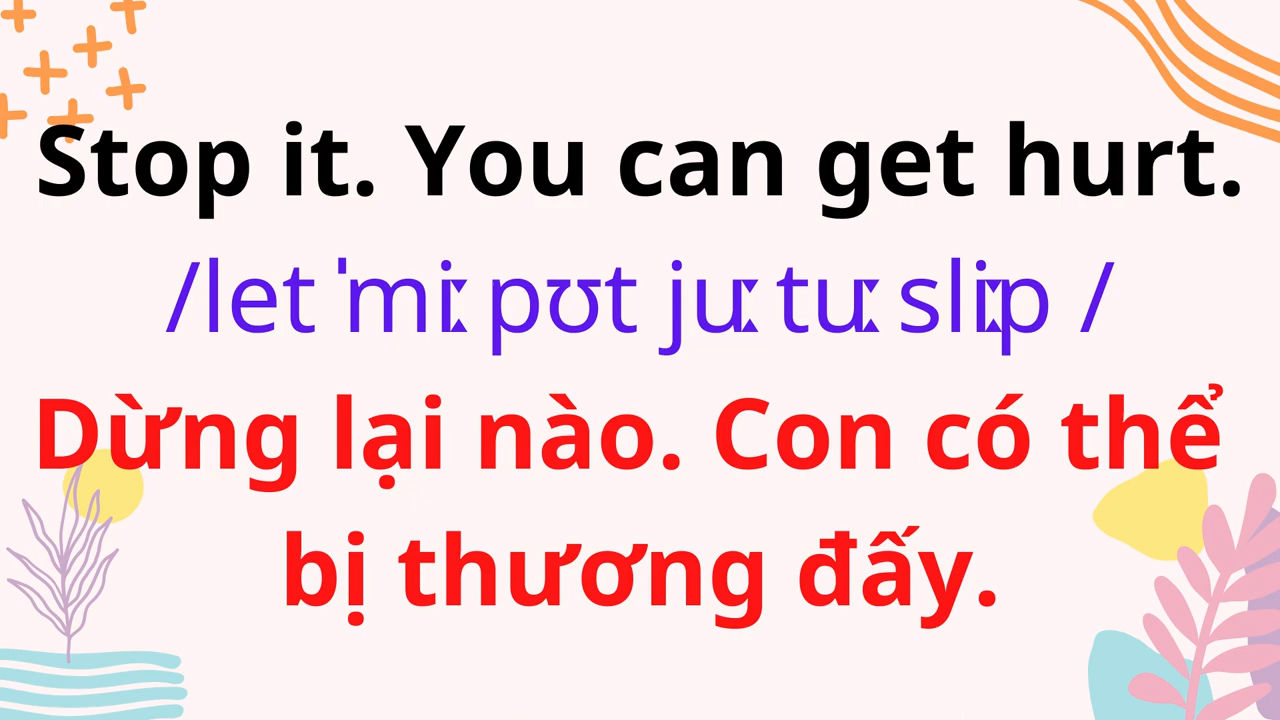 Stop it. You can get hurt.
/let ˈmiː pʊt juː tuː sliːp /
Dừng lại nào. Con có thể
bị thương đấy.